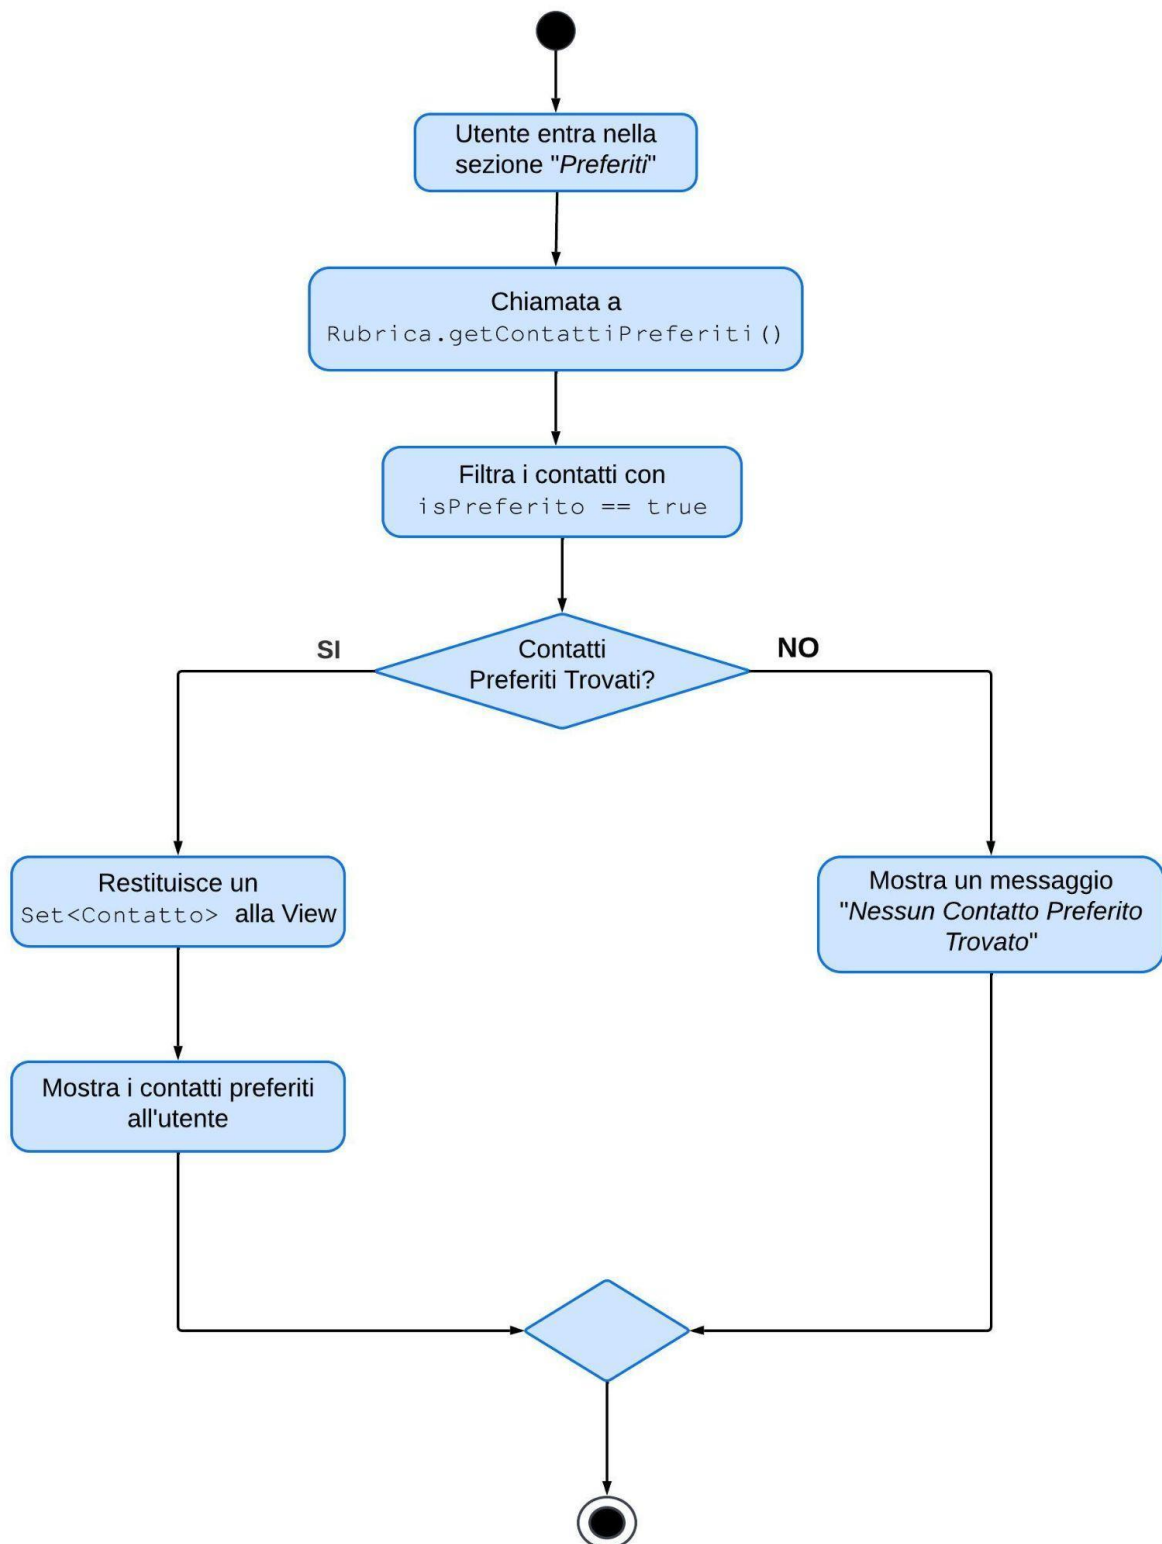 Utente entra nella
sezione "Preferiti"
Chiamata a
Rubrica.getContattiPreferiti()
Filtra i contatti con
isPreferito == true
Contatti
Preferiti Trovati?
SI
NO
Restituisce un
Set<Contatto> alla View
Mostra un messaggio
"Nessun Contatto Preferito
Trovato"
Mostra i contatti preferiti
all'utente